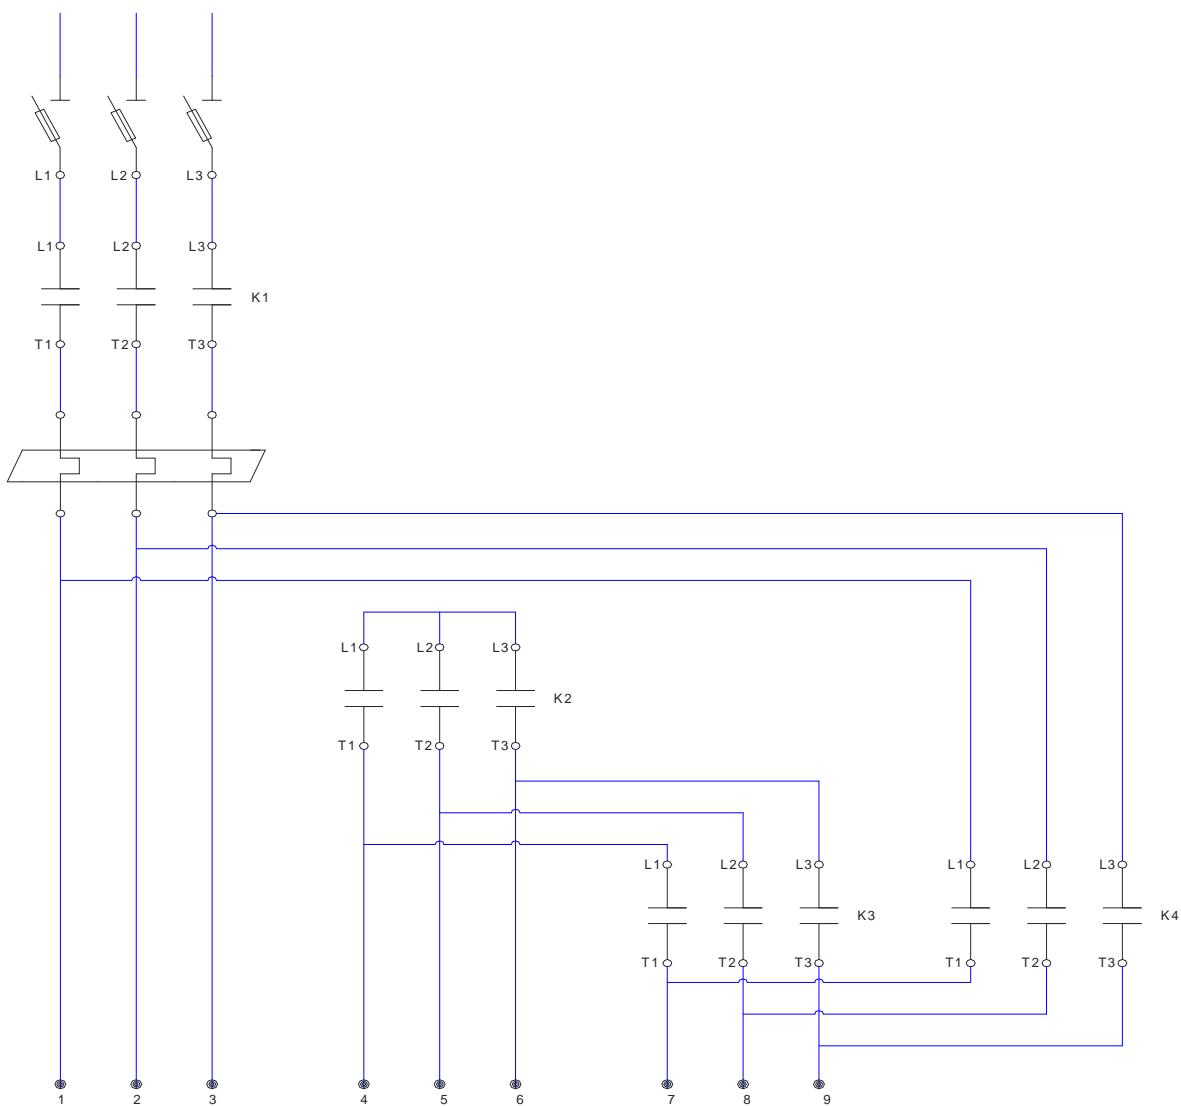 L1 L2 L3
L1 L2 L3
K1
T1 T2 T3
L1 L2 L3
K2
T1 T2 T3
L1 L2 L3 L1 L2 L3
K3 K4
T1 T2 T3 T1 T2 T3
1 2 3 4 5 6 7 8 9